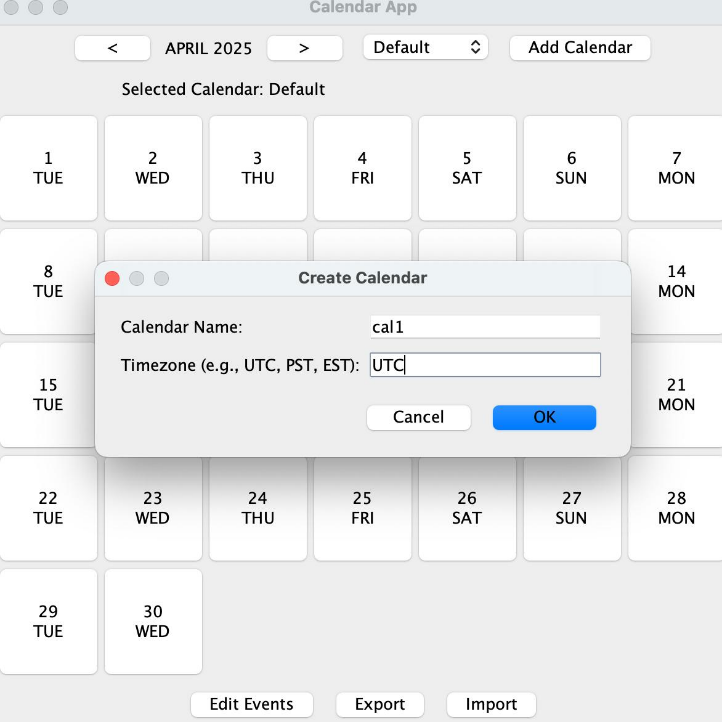 Calendar App
< APRIL 2025 > Default Add Calendar
Selected Calendar: Default
1 2 3 4 5 6 7
TUE WED THU FRI SAT SUN MON
8 14
TUE MON
Create Calendar
Calendar Name: cal1
Timezone (e.g., UTC, PST, EST): UTC
Cancel OK
15 21
TUE MON
22 23 24 25 26 27 28
TUE WED THU FRI SAT SUN MON
29 30
TUE WED
Edit Events Export Import